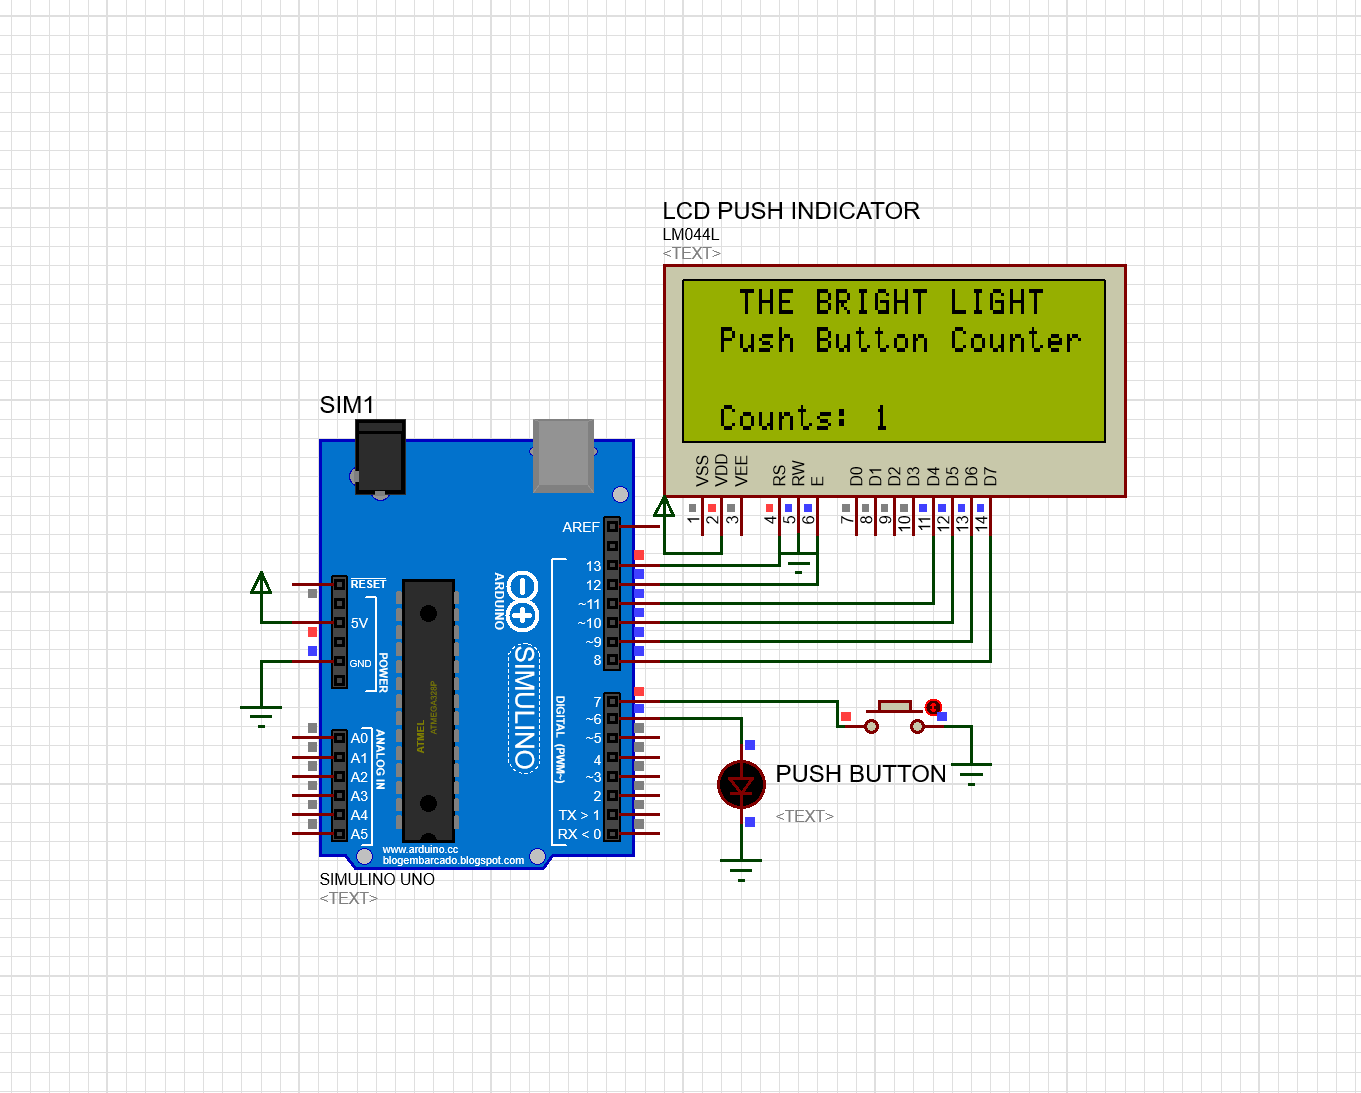 LCD PUSH INDICATOR
LM044L
<TEXT>
THE BRIGHT LIGHT
Push Button Counter
Counts: 1
VSS VDD VEE RS RW E D0 D1 D2 D3 D4 D5 D6 D7
1 2 3 4 5 6 7 8 9 10 11 12 13 14
SIM1
AREF
13
12
~11
~10
~9
8
7
~6
~5
4
~3
2
TX > 1
RX < 0
RESET
5V
GND
POWER
A0
A1
A2
A3
A4
A5
ANALOG IN
ARDUINO
SIMULINO
DIGITAL (PWM~)
ATMEL
ATMEGA328P
www.arduino.cc
blogembarcado.blogspot.com
SIMULINO UNO
<TEXT>
PUSH BUTTON
<TEXT>